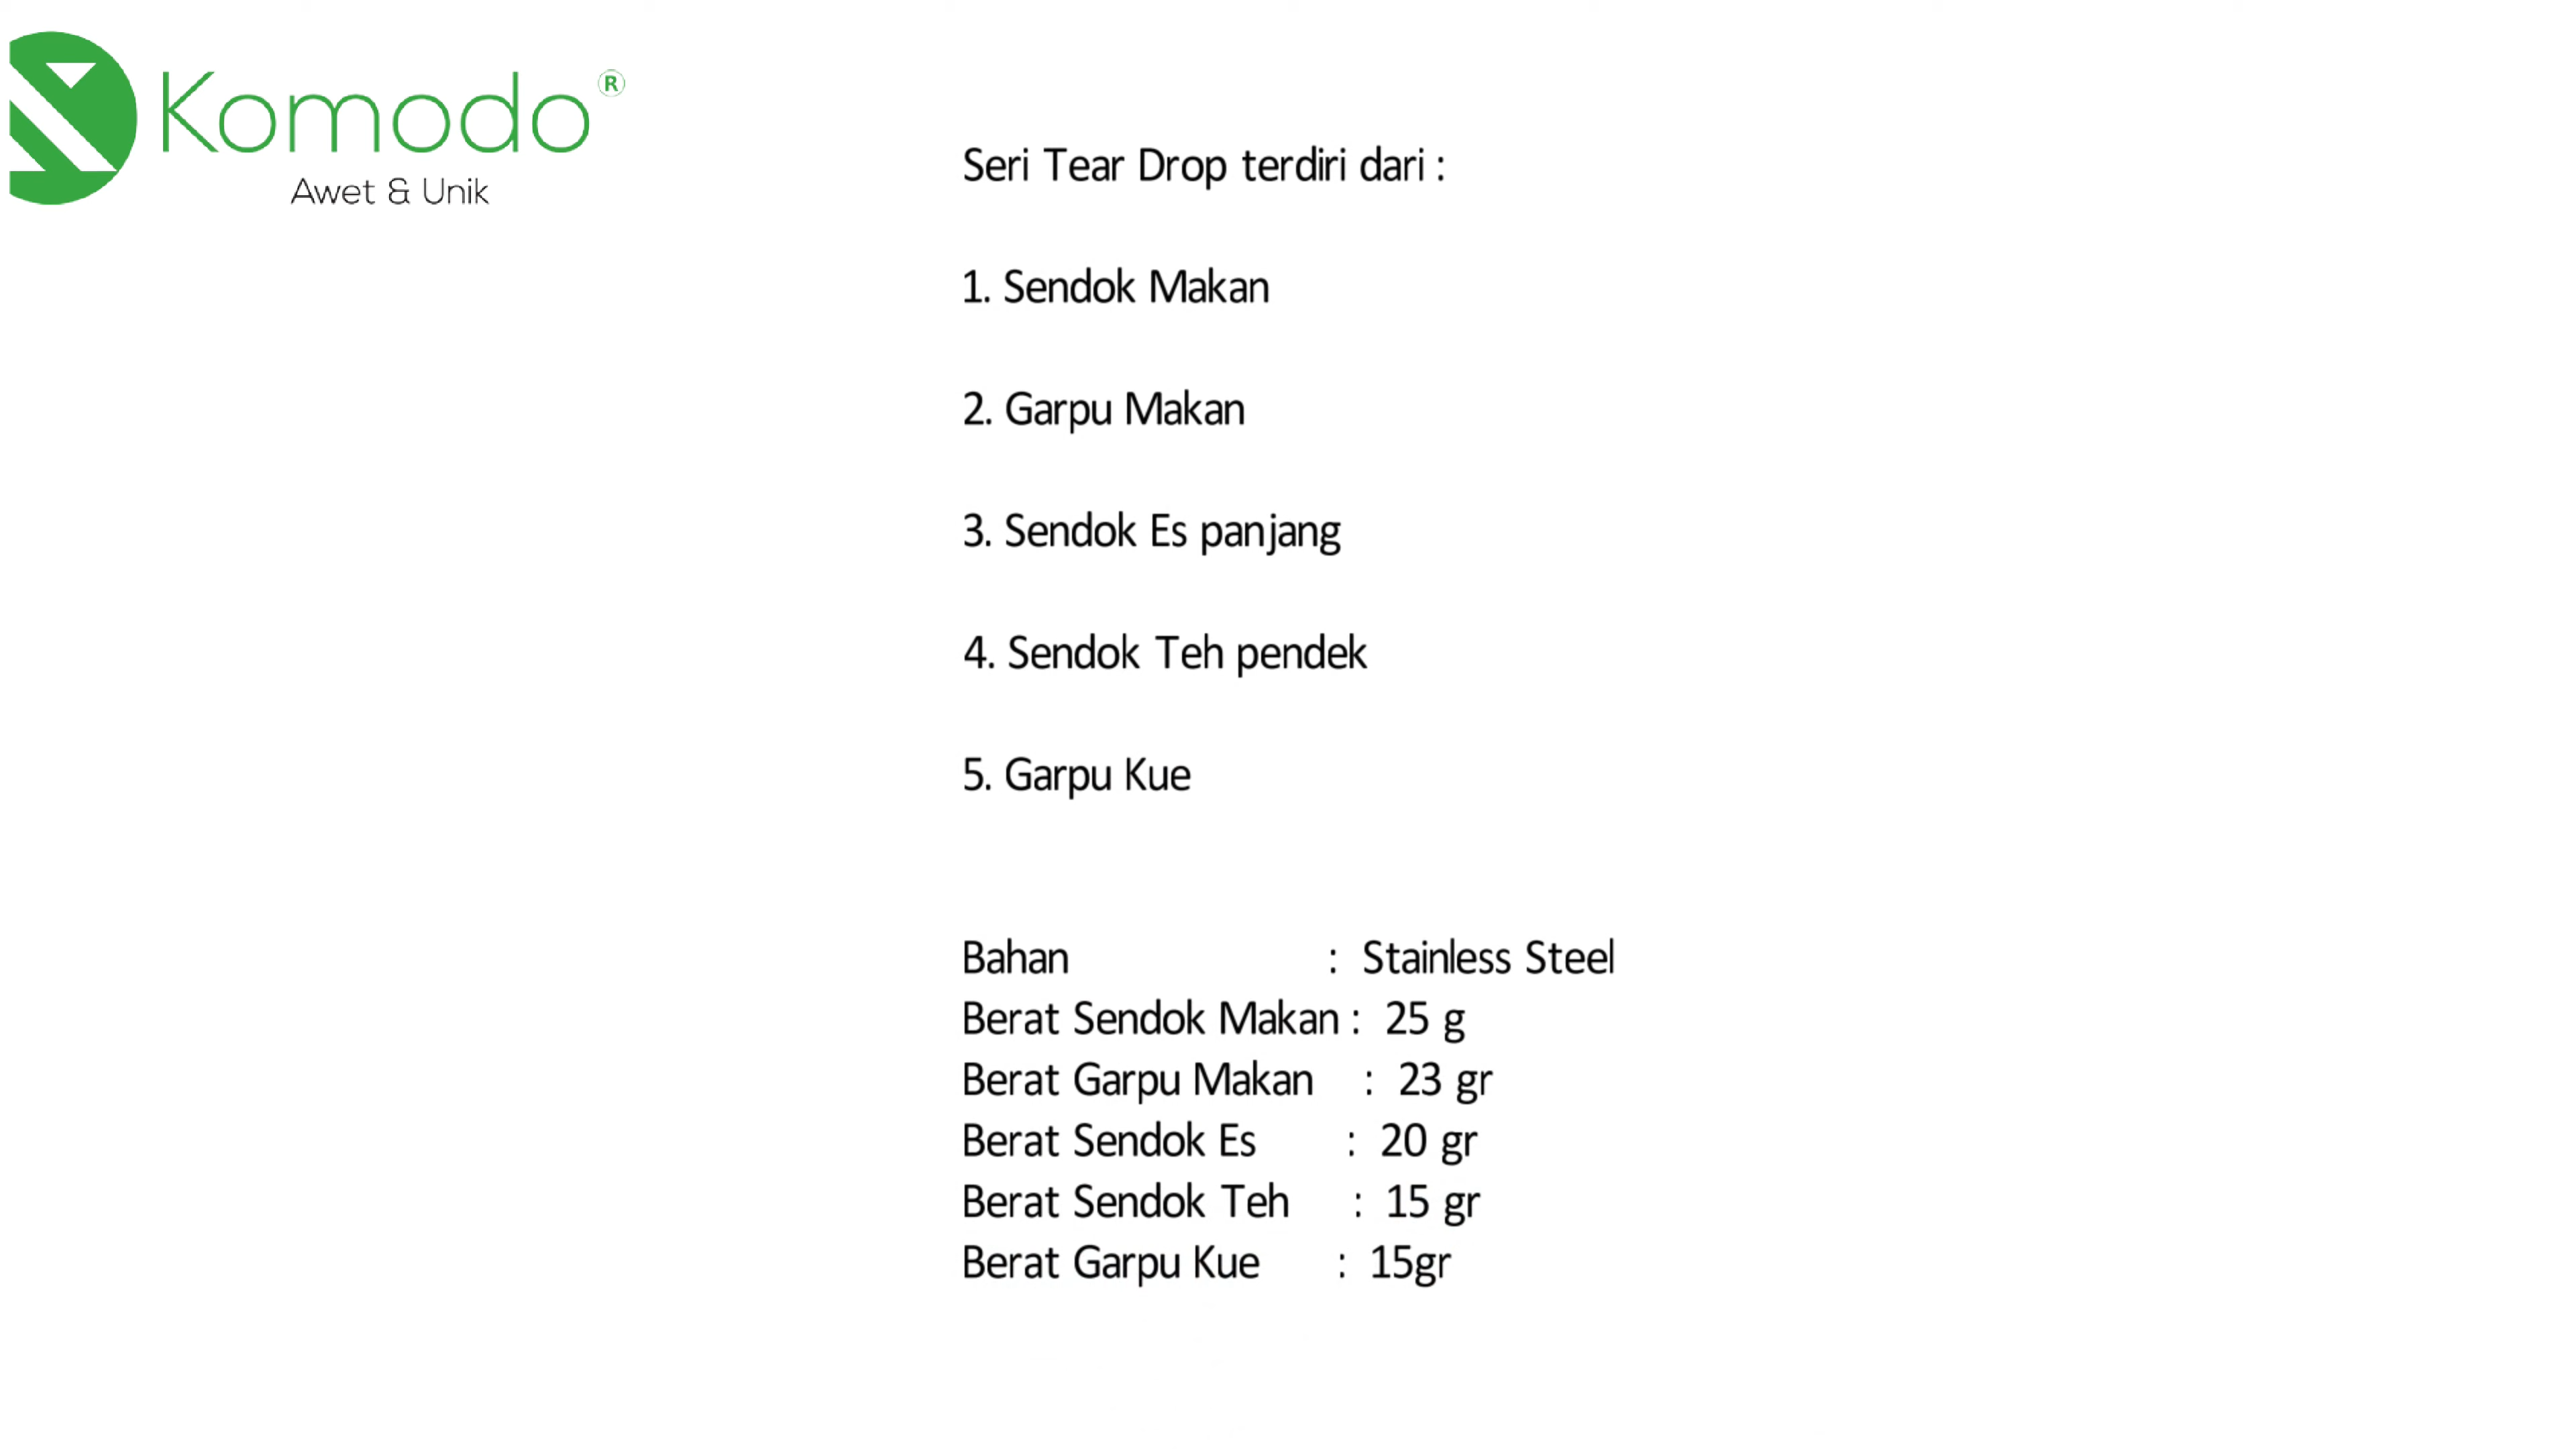 Komodo®
Awet & Unik
Seri Tear Drop terdiri dari :
1. Sendok Makan
2. Garpu Makan
3. Sendok Es panjang
4. Sendok Teh pendek
5. Garpu Kue
Bahan : Stainless Steel
Berat Sendok Makan : 25 g
Berat Garpu Makan : 23 gr
Berat Sendok Es : 20 gr
Berat Sendok Teh : 15 gr
Berat Garpu Kue : 15gr